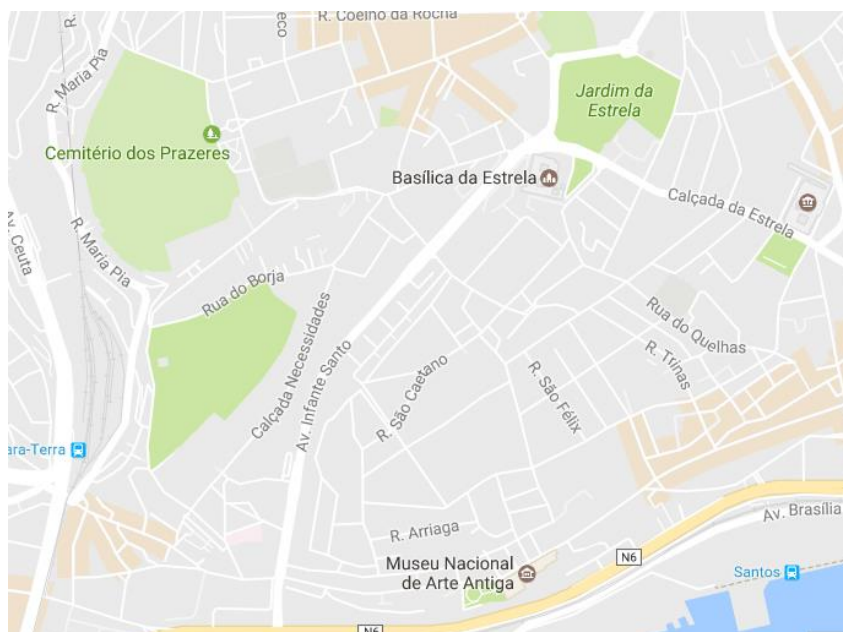 R. Coelho da Rocha
eco
R.
R. Maria Pia
Jardim da
Estrela
Cemitério dos Prazeres
Basílica da Estrela
Calçada da Estrela
Av. Ceuta
R. Maria Pia
Rua do Borja
Calçada Necessidades
Av. Infante Santo
R. São Caetano
R. São Félix
Rua do Quelhas
R. Trinas
ara-Terra
R. Arriaga
Av. Brasília
Museu Nacional
de Arte Antiga
N6
Santos
N6